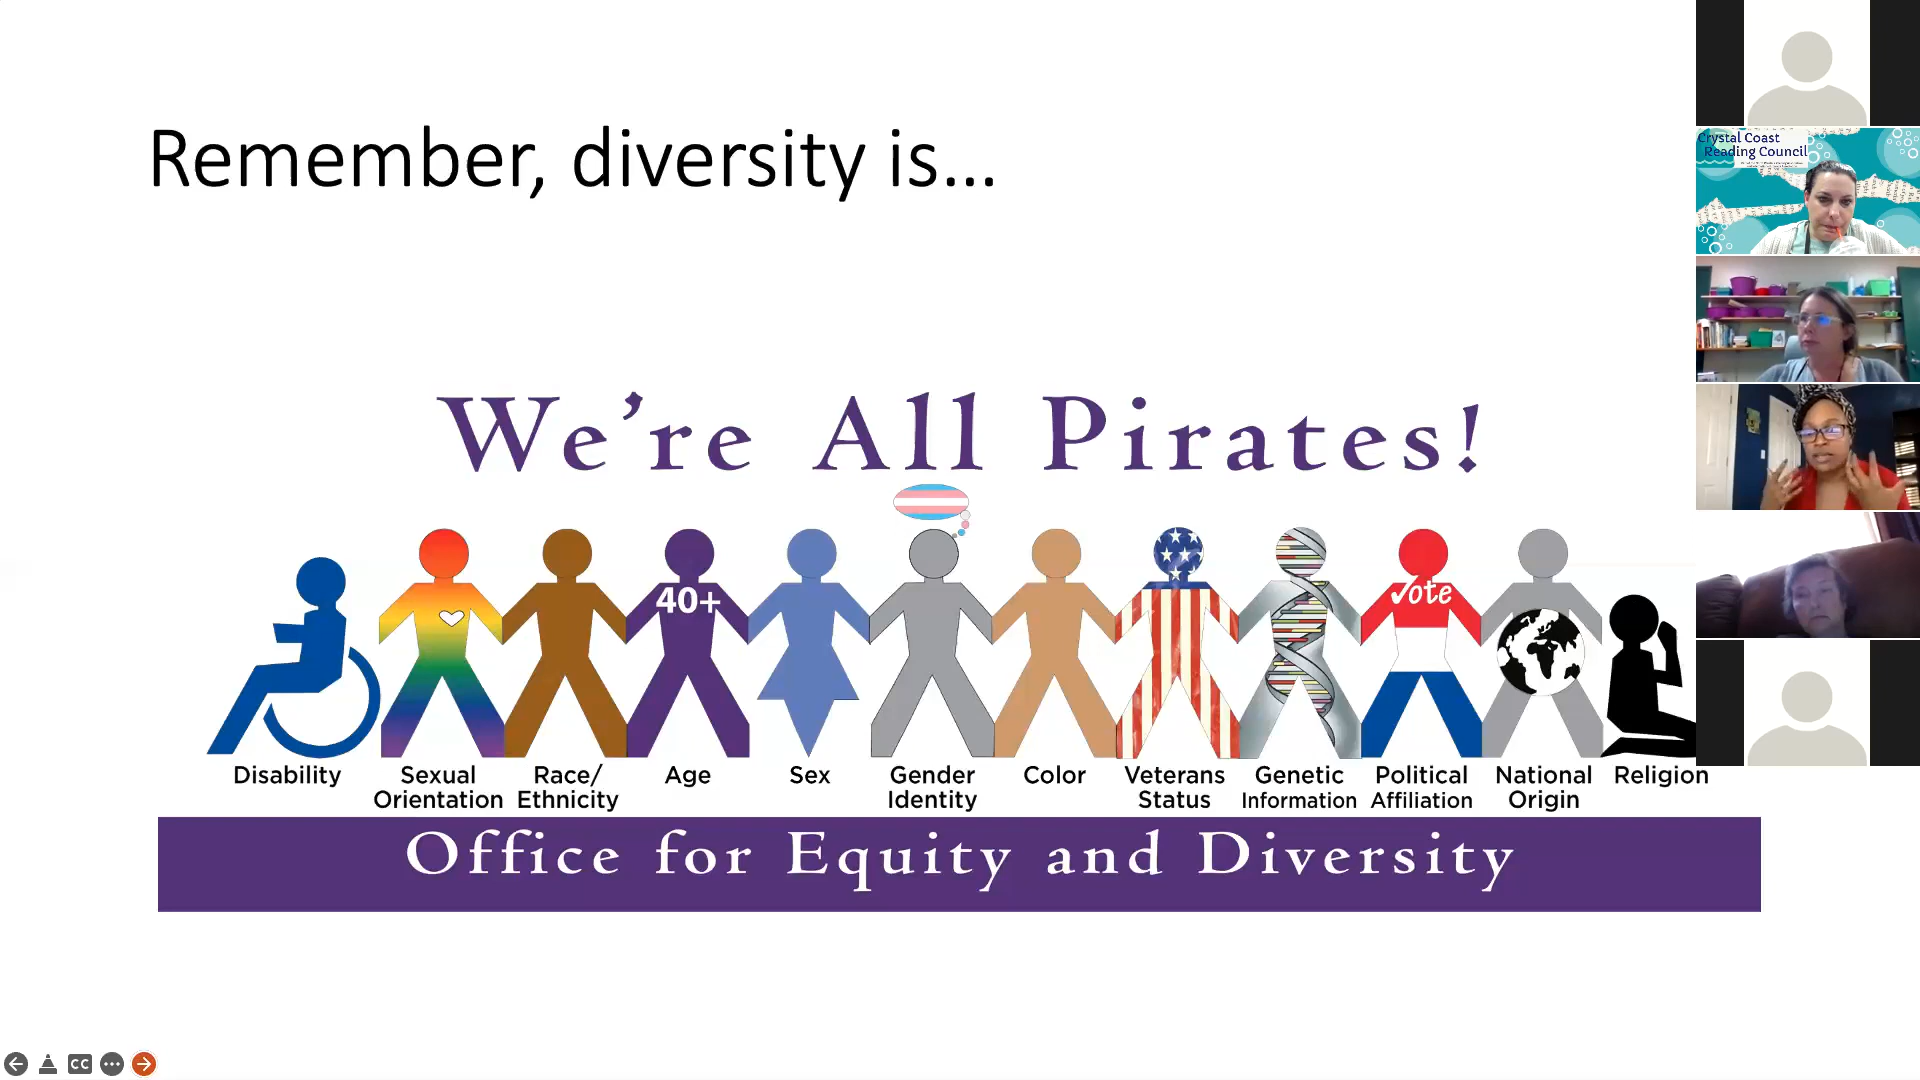 Remember, diversity is...
We're All Pirates!
40+
Vote
Disability
Sexual
Orientation
Race/
Ethnicity
Age
Sex
Gender
Identity
Color
Veterans
Status
Genetic
Information
Political
Affiliation
National
Origin
Religion
Office for Equity and Diversity
Crystal Coast
Reading Council
CC